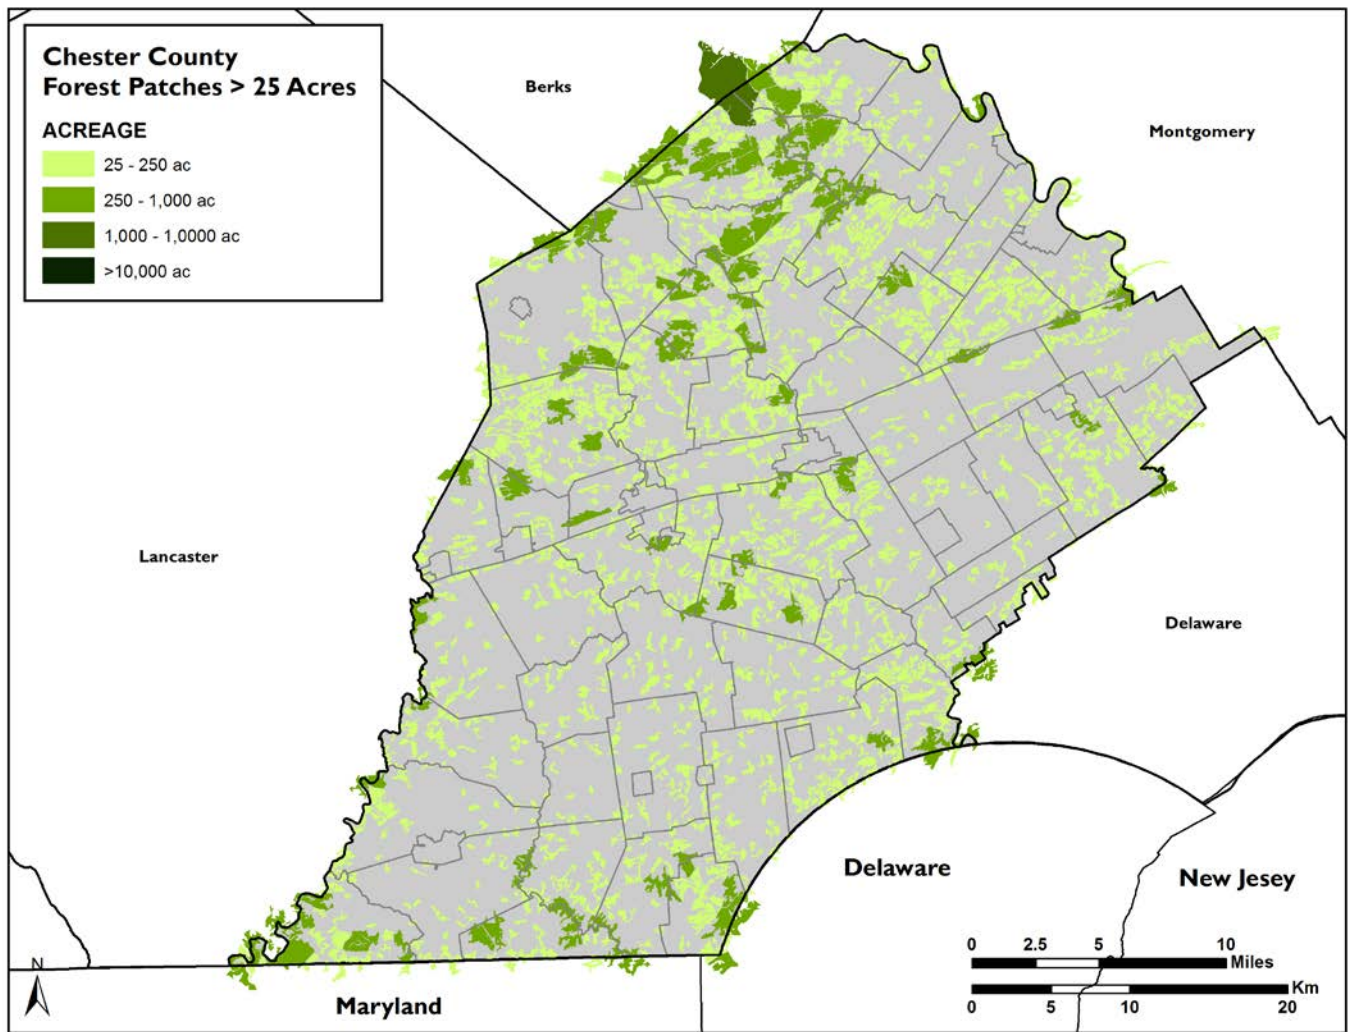 Chester County
Forest Patches > 25 Acres
ACREAGE
25 - 250 ac
250 - 1,000 ac
1,000 - 1,0000 ac
>10,000 ac
Berks
Montgomery
Lancaster
Delaware
Delaware
New Jesey
Maryland
N
0 2.5 5 10
Miles
Km
0 5 10 20